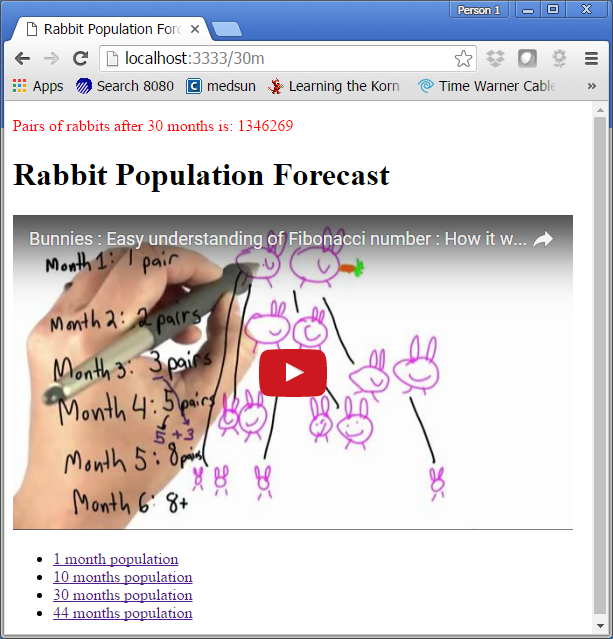 Person 1
Rabbit Population Forc
localhost:3333/30m
Apps Search 8080 medsun Learning the Korn Time Warner Cable »
Pairs of rabbits after 30 months is: 1346269
Rabbit Population Forecast
Bunnies : Easy understanding of Fibonacci number : How it w...
Month 1: 1 pair
Month 2: 2 pairs
Month 3: 3 pairs
Month 4: 5 pairs
5 +3
Month 5: 8 pairs
Month 6: 8+
1 month population
10 months population
30 months population
44 months population